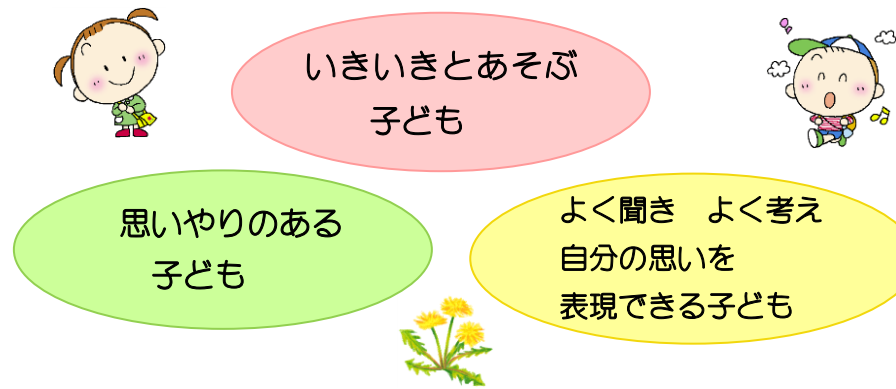 いきいきとあそぶ
子ども
思いやりのある
子ども
よく聞き　よく考え
自分の思いを
表現できる子ども